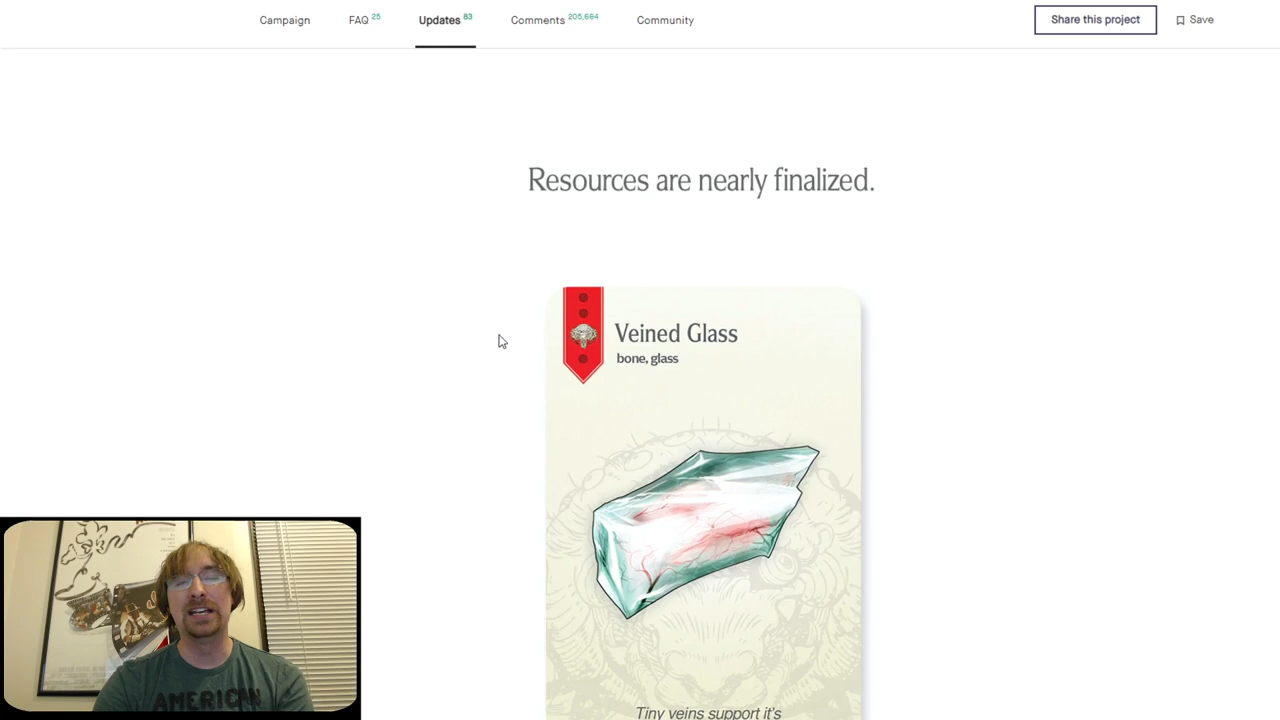 Campaign FAQ 25 Updates 83 Comments 205,664 Community Share this project Save
Resources are nearly finalized.
Veined Glass
bone, glass
Tiny veins support it's
AMERICAN